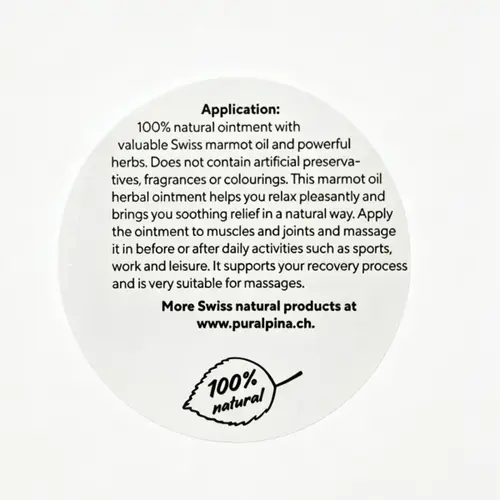 Application:
100% natural ointment with
valuable Swiss marmot oil and powerful
herbs. Does not contain artificial preserva-
tives, fragrances or colourings. This marmot oil
herbal ointment helps you relax pleasantly and
brings you soothing relief in a natural way. Apply
the ointment to muscles and joints and massage
it in before or after daily activities such as sports,
work and leisure. It supports your recovery process
and is very suitable for massages.
More Swiss natural products at
www.puralpina.ch.
100%
natural